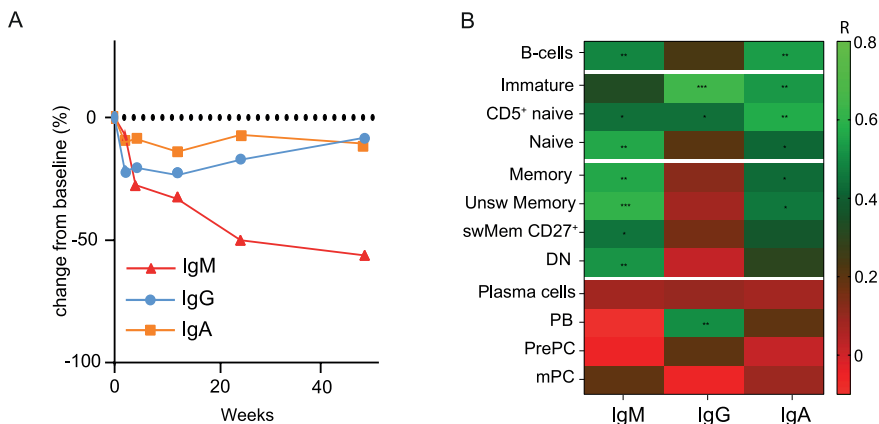 A
change from baseline (%)
0
-50
-100
IgM
IgG
IgA
0
20
40
Weeks
B
R
B-cells
**
**
Immature
***
**
CD5⁺ naive
*
*
**
Naive
**
*
Memory
**
*
Unsw Memory
***
*
swMem CD27⁺
*
DN
**
Plasma cells
PB
**
PrePC
mPC
IgM
IgG
IgA
0.8
0.6
0.4
0.2
0